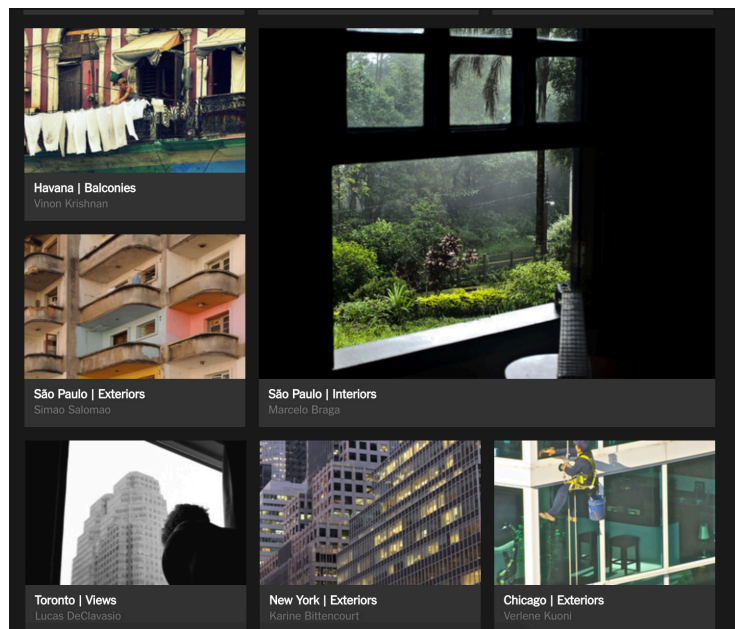 Havana | Balconies
Vinon Krishnan
São Paulo | Exteriors
Simao Salomao
São Paulo | Interiors
Marcelo Braga
Toronto | Views
Lucas DeClavasio
New York | Exteriors
Karine Bittencourt
Chicago | Exteriors
Verlene Kuoni